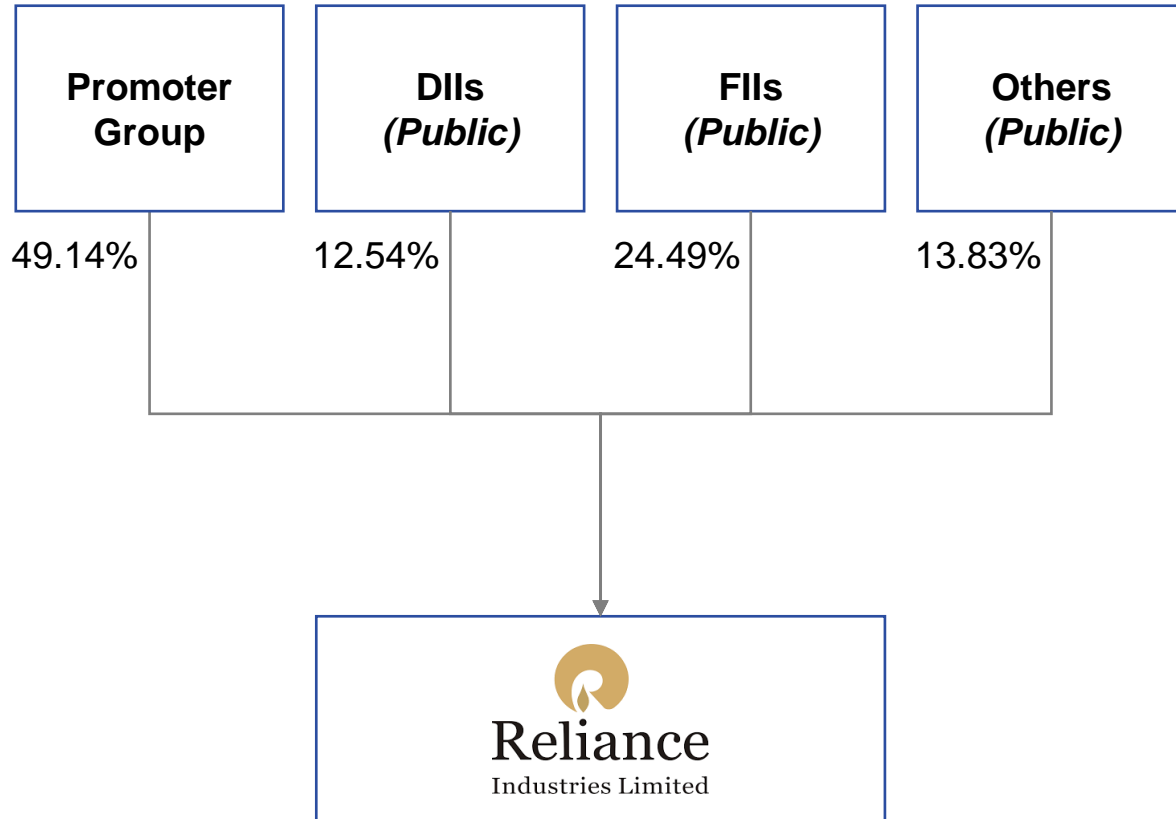 Promoter
Group
DIIs
(Public)
FIIs
(Public)
Others
(Public)
49.14%
12.54%
24.49%
13.83%
Reliance
Industries Limited